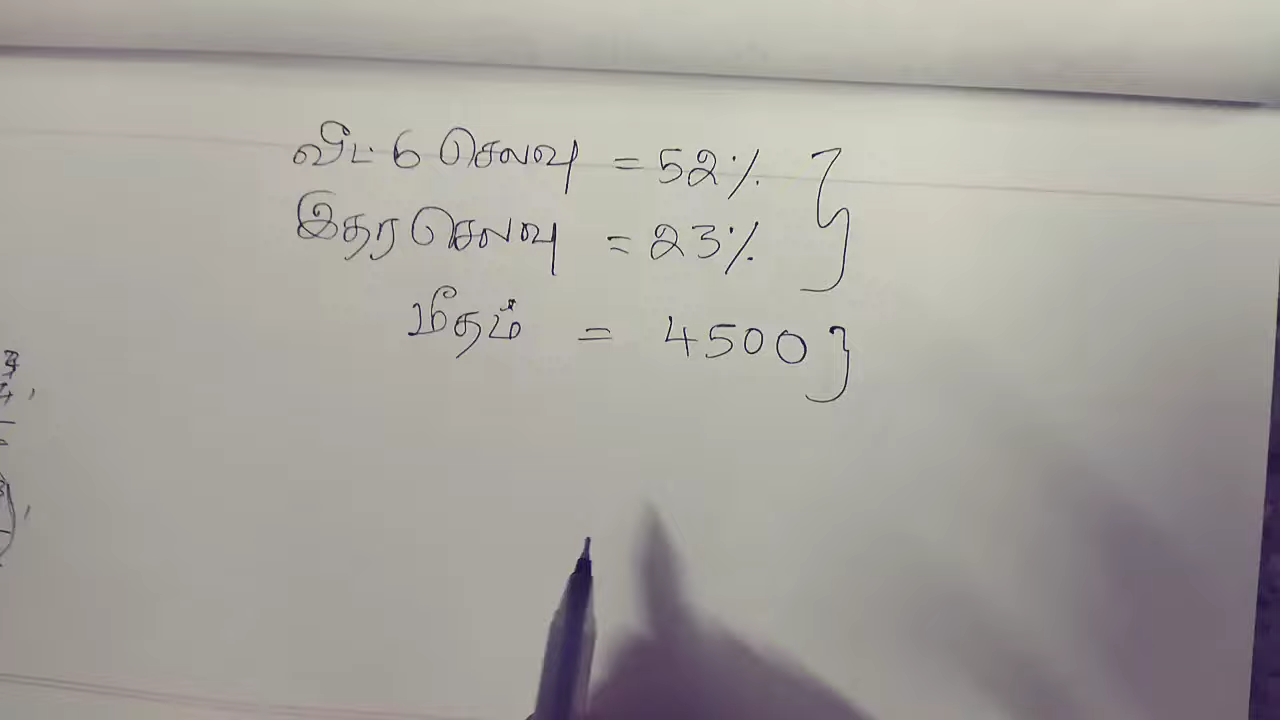 வீட்டு செலவு = 52%
இதர செலவு = 23%
மீதம் = 4500